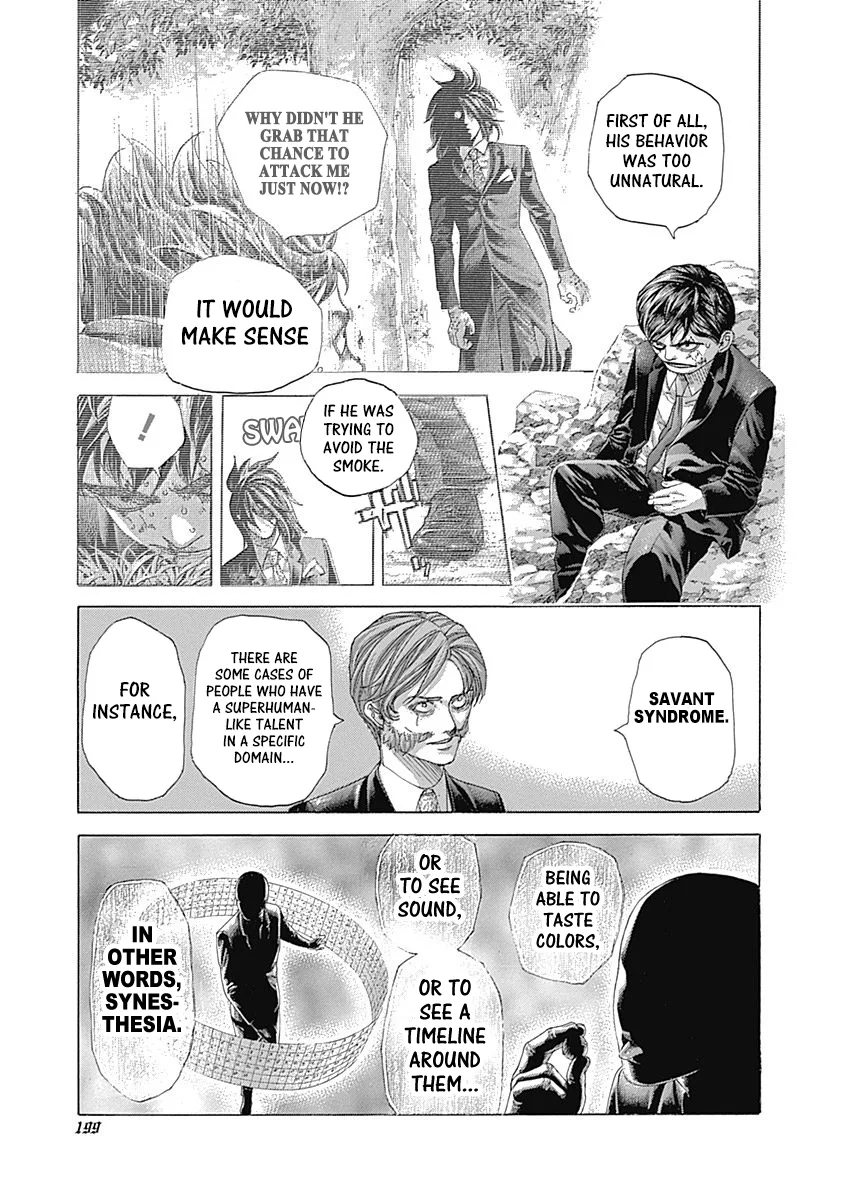 FIRST OF ALL,
HIS BEHAVIOR
WAS TOO
UNNATURAL.
WHY DIDN'T HE
GRAB THAT
CHANCE TO
ATTACK ME
JUST NOW!?
IT WOULD
MAKE SENSE
IF HE WAS
TRYING TO
AVOID THE
SMOKE.
!
SAVANT
SYNDROME.
THERE ARE
SOME CASES OF
PEOPLE WHO HAVE
A SUPERHUMAN-
LIKE TALENT
IN A SPECIFIC
DOMAIN...
FOR
INSTANCE,
BEING
ABLE TO
TASTE
COLORS,
OR
TO SEE
SOUND,
OR TO
SEE A
TIMELINE
AROUND
THEM...
IN
OTHER
WORDS,
SYNES-
THESIA.
199